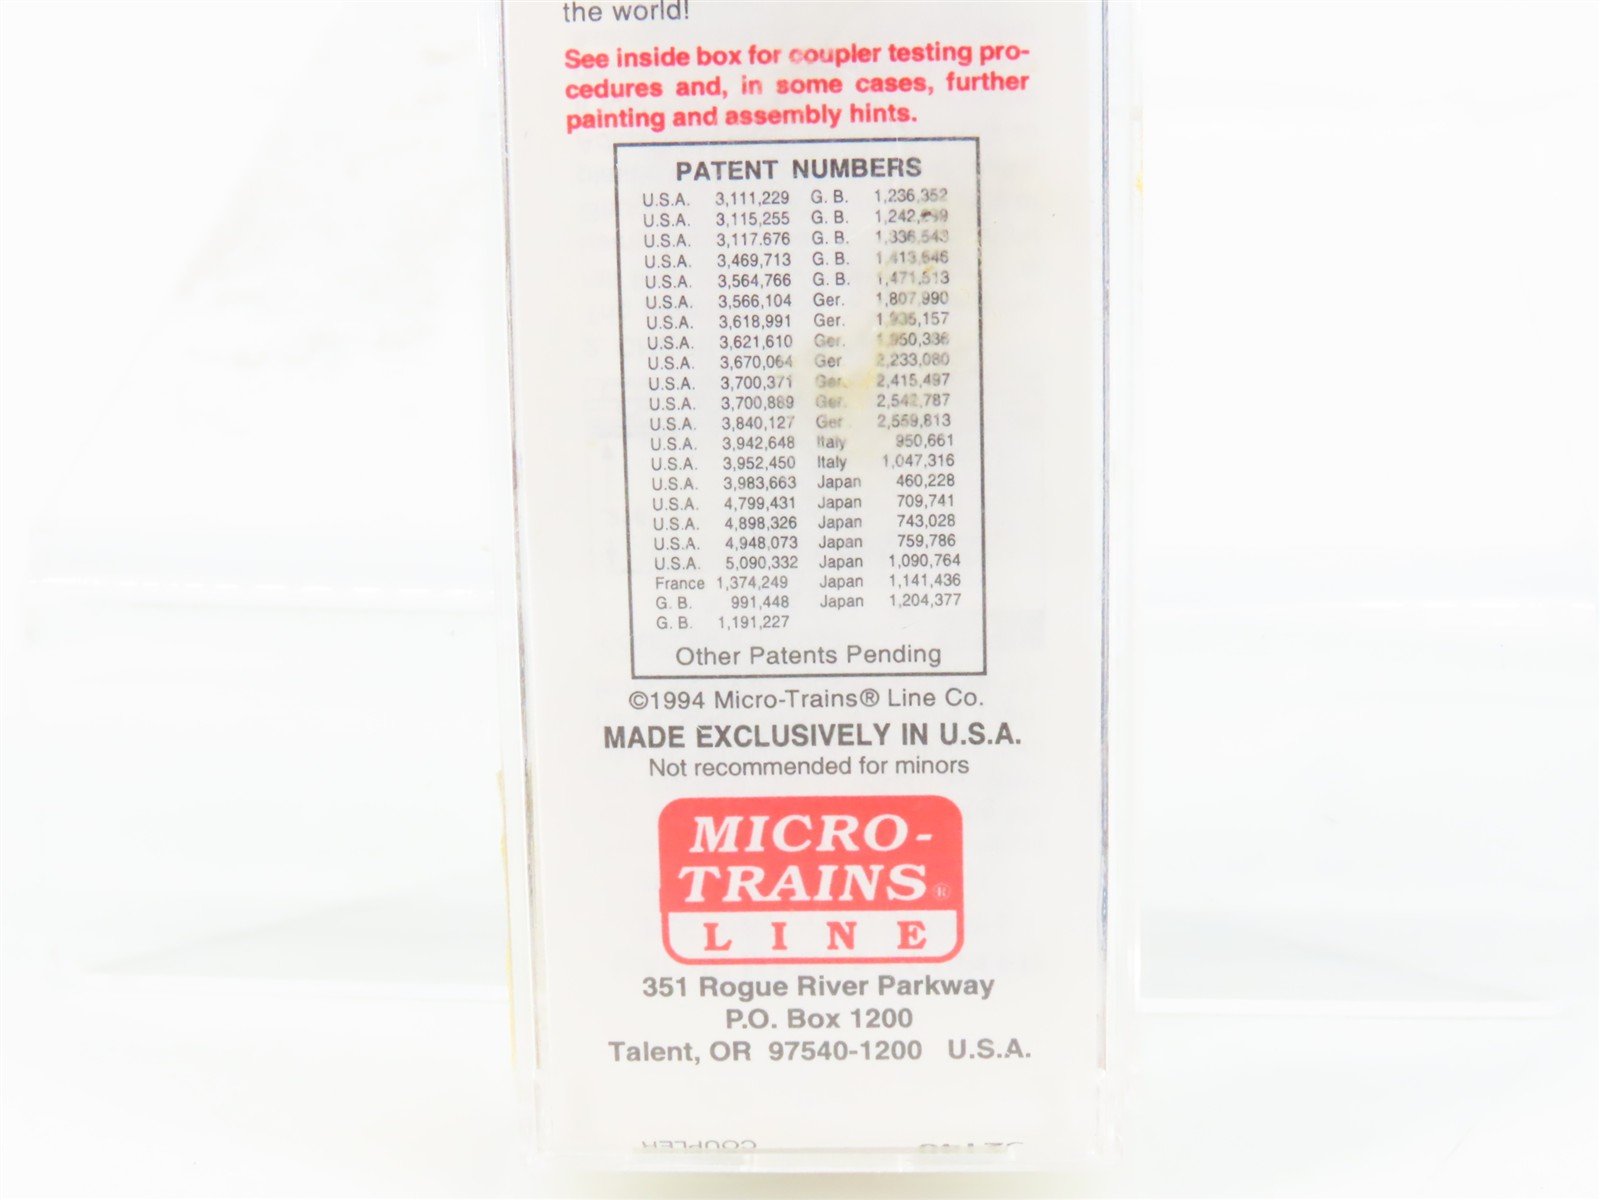 the world!
See inside box for coupler testing pro-
cedures and, in some cases, further
painting and assembly hints.
PATENT NUMBERS
U.S.A. 3,111,229 G. B. 1,236,352
U.S.A. 3,115,255 G. B.
U.S.A. 3,117.676 G. B. 1,336,543
U.S.A. 3,469,713 G. B. 1,413,646
U.S.A. 3,564,766 G. B. 1,471,513
U.S.A. 3,566,104 Ger. 1,807,990
U.S.A. 3,618,991 Ger.
U.S.A. 3,621,610 Ger.
U.S.A. 3,670,064 Ger 2,233,080
U.S.A. 3,700,371 Ger. 2,415,497
U.S.A. 3,700,889 Ger.
U.S.A. 3,840,127 Ger. 2,559,813
U.S.A. 3,942,648 Italy 950,661
U.S.A. 3,952,450 Italy 1,047,316
U.S.A. 3,983,663 Japan 460,228
U.S.A. 4,799,431 Japan 709,741
U.S.A. 4,898,326 Japan 743,028
U.S.A. 4,948,073 Japan 759,786
U.S.A. 5,090,332 Japan 1,090,764
France 1,374,249 Japan 1,141,436
G. B. 991,448 Japan 1,204,377
G. B. 1,191,227
Other Patents Pending
©1994 Micro-Trains® Line Co.
MADE EXCLUSIVELY IN U.S.A.
Not recommended for minors
MICRO-
TRAINS®
LINE
351 Rogue River Parkway
P.O. Box 1200
Talent, OR 97540-1200 U.S.A.
COUPLER